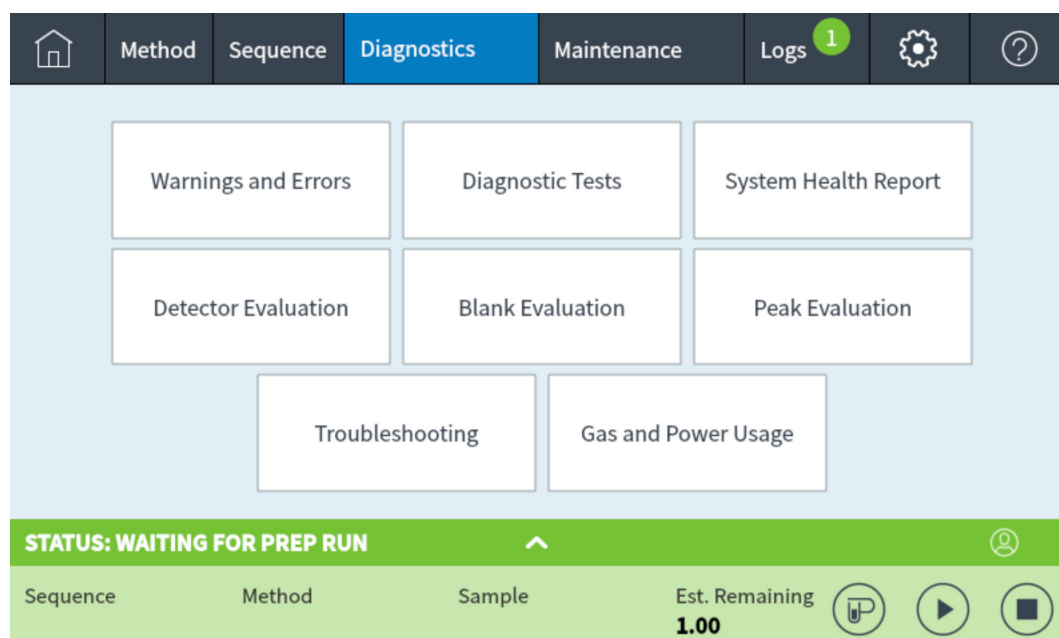 Method Sequence Diagnostics Maintenance Logs 1 ?
Warnings and Errors Diagnostic Tests System Health Report
Detector Evaluation Blank Evaluation Peak Evaluation
Troubleshooting Gas and Power Usage
STATUS: WAITING FOR PREP RUN
Sequence Method Sample Est. Remaining
1.00